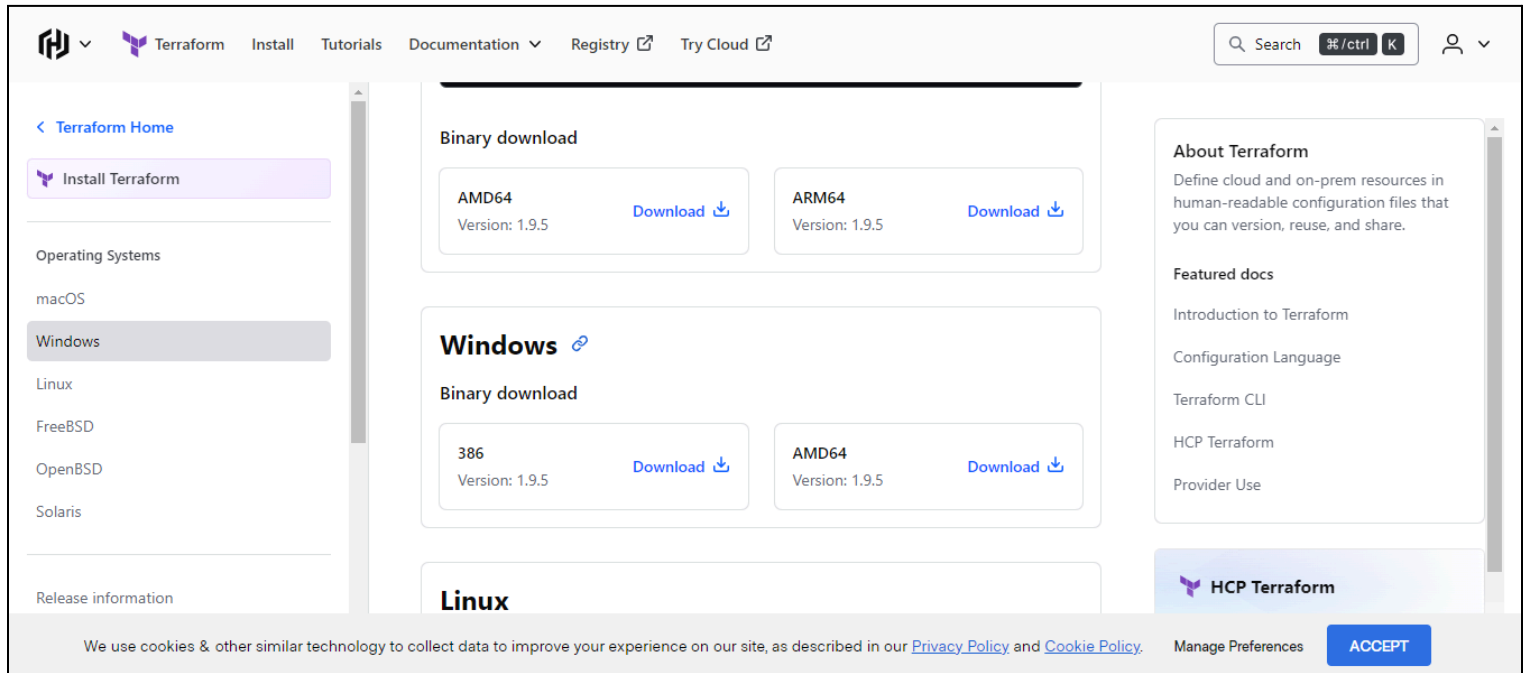 Terraform Install Tutorials Documentation Registry Try Cloud Search ⌘/ctrl K
Terraform Home
Install Terraform
Operating Systems
macOS
Windows
Linux
FreeBSD
OpenBSD
Solaris
Release information
Binary download
AMD64
Version: 1.9.5
Download
ARM64
Version: 1.9.5
Download
Windows
Binary download
386
Version: 1.9.5
Download
AMD64
Version: 1.9.5
Download
Linux
About Terraform
Define cloud and on-prem resources in
human-readable configuration files that
you can version, reuse, and share.
Featured docs
Introduction to Terraform
Configuration Language
Terraform CLI
HCP Terraform
Provider Use
HCP Terraform
We use cookies & other similar technology to collect data to improve your experience on our site, as described in our Privacy Policy and Cookie Policy. Manage Preferences ACCEPT